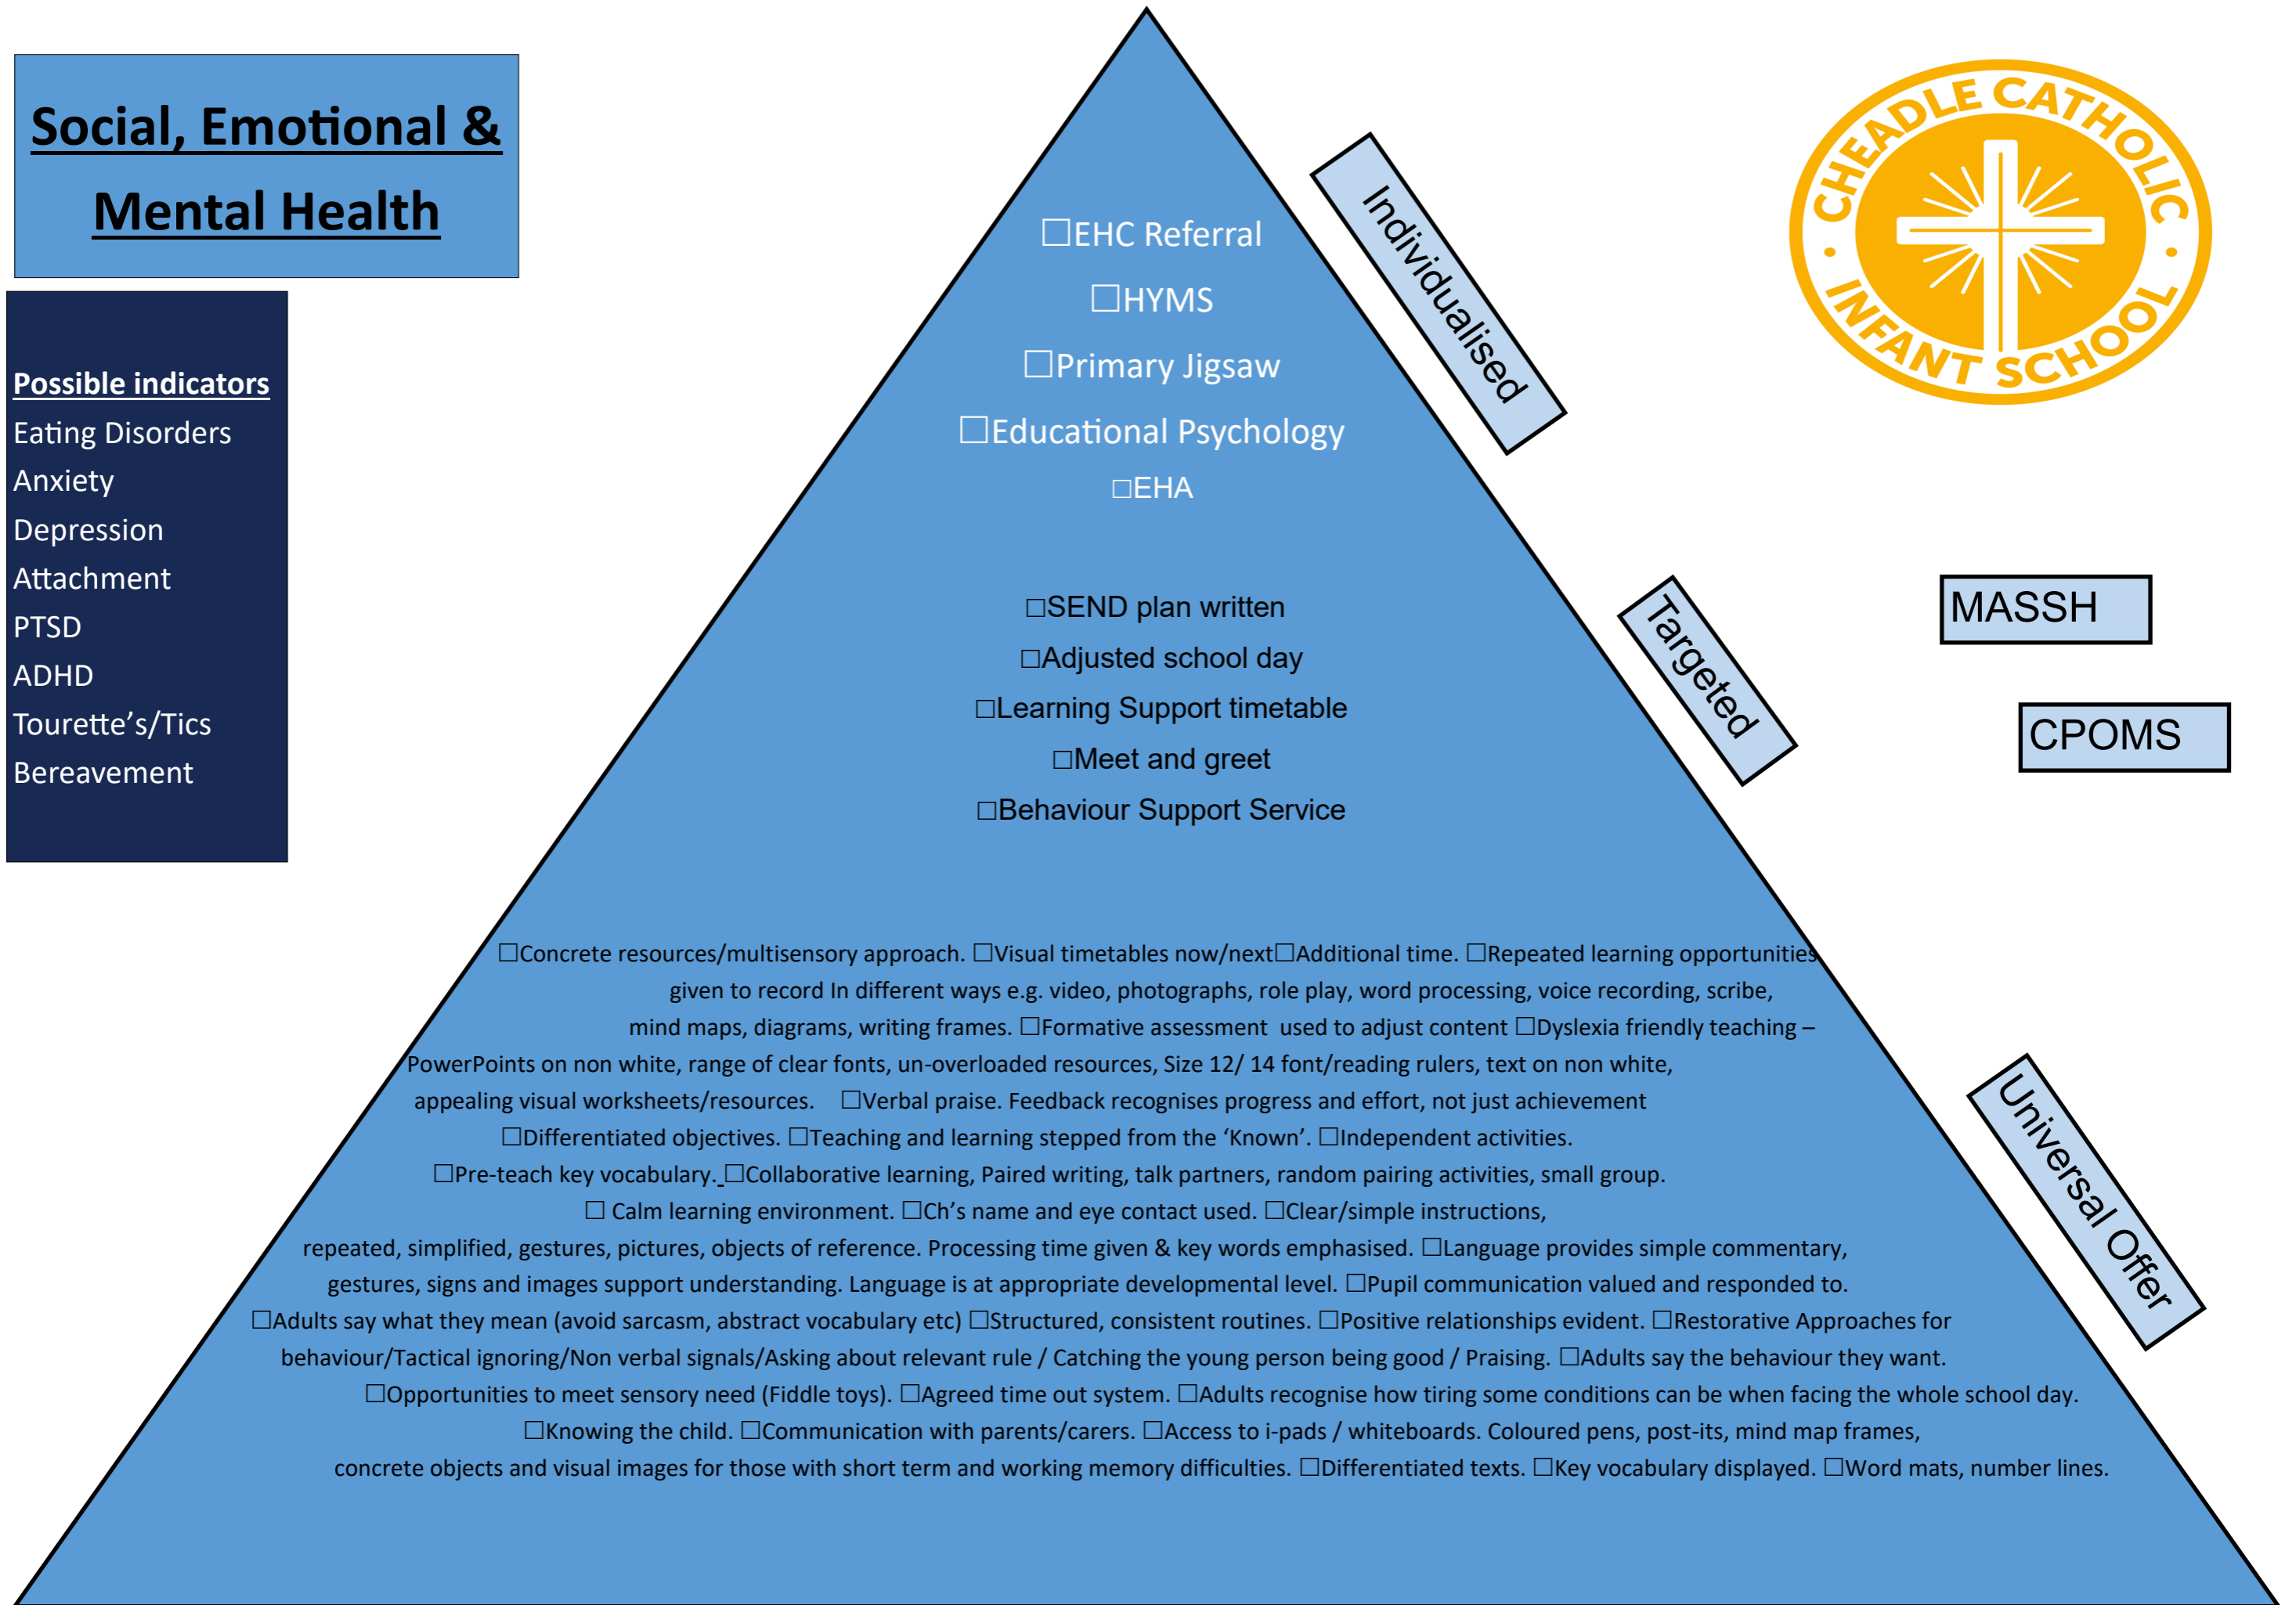 Social, Emotional &
Mental Health
Possible indicators
Eating Disorders
Anxiety
Depression
Attachment
PTSD
ADHD
Tourette’s/Tics
Bereavement
☐EHC Referral
☐HYMS
☐Primary Jigsaw
☐Educational Psychology
☐EHA
☐SEND plan written
☐Adjusted school day
☐Learning Support timetable
☐Meet and greet
☐Behaviour Support Service
☐Concrete resources/multisensory approach. ☐Visual timetables now/next☐Additional time. ☐Repeated learning opportunities
given to record In different ways e.g. video, photographs, role play, word processing, voice recording, scribe,
mind maps, diagrams, writing frames. ☐Formative assessment  used to adjust content ☐Dyslexia friendly teaching –
PowerPoints on non white, range of clear fonts, un-overloaded resources, Size 12/ 14 font/reading rulers, text on non white,
appealing visual worksheets/resources.   ☐Verbal praise. Feedback recognises progress and effort, not just achievement
☐Differentiated objectives. ☐Teaching and learning stepped from the ‘Known’. ☐Independent activities.
☐Pre-teach key vocabulary. ☐Collaborative learning, Paired writing, talk partners, random pairing activities, small group.
☐ Calm learning environment. ☐Ch’s name and eye contact used. ☐Clear/simple instructions,
repeated, simplified, gestures, pictures, objects of reference. Processing time given & key words emphasised. ☐Language provides simple commentary,
gestures, signs and images support understanding. Language is at appropriate developmental level. ☐Pupil communication valued and responded to.
☐Adults say what they mean (avoid sarcasm, abstract vocabulary etc) ☐Structured, consistent routines. ☐Positive relationships evident. ☐Restorative Approaches for
behaviour/Tactical ignoring/Non verbal signals/Asking about relevant rule / Catching the young person being good / Praising. ☐Adults say the behaviour they want.
☐Opportunities to meet sensory need (Fiddle toys). ☐Agreed time out system. ☐Adults recognise how tiring some conditions can be when facing the whole school day.
☐Knowing the child. ☐Communication with parents/carers. ☐Access to i-pads / whiteboards. Coloured pens, post-its, mind map frames,
concrete objects and visual images for those with short term and working memory difficulties. ☐Differentiated texts. ☐Key vocabulary displayed. ☐Word mats, number lines.
Individualised
Targeted
Universal Offer
CHEADLE CATHOLIC
• INFANT SCHOOL •
MASSH
CPOMS